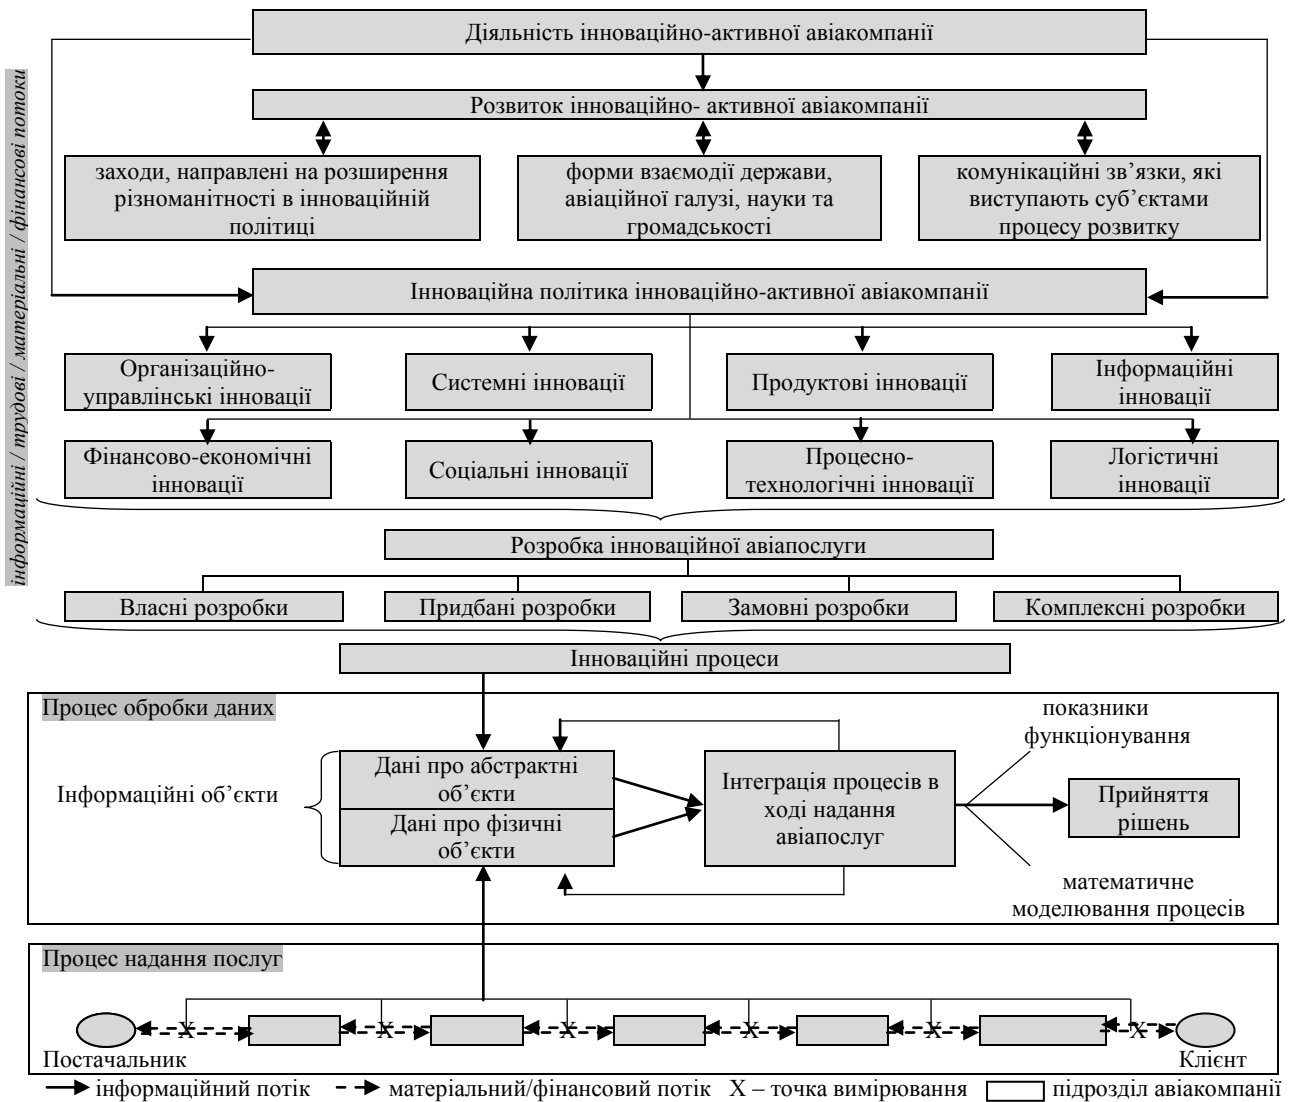 Діяльність інноваційно-активної авіакомпанії
інформаційні / трудові / матеріальні / фінансові потоки
Розвиток інноваційно- активної авіакомпанії
заходи, направлені на розширення
різноманітності в інноваційній
політиці
форми взаємодії держави,
авіаційної галузі, науки та
громадськості
комунікаційні зв’язки, які
виступають суб’єктами
процесу розвитку
Інноваційна політика інноваційно-активної авіакомпанії
Організаційно-
управлінські інновації
Системні інновації
Продуктові інновації
Інформаційні
інновації
Фінансово-економічні
інновації
Соціальні інновації
Процесно-
технологічні інновації
Логістичні
інновації
Розробка інноваційної авіапослуги
Власні розробки
Придбані розробки
Замовні розробки
Комплексні розробки
Інноваційні процеси
Процес обробки даних
Інформаційні об’єкти
Дані про абстрактні
об’єкти
Дані про фізичні
об’єкти
Інтеграція процесів в
ході надання
авіапослуг
показники
функціонування
Прийняття
рішень
математичне
моделювання процесів
Процес надання послуг
Х Х Х Х Х Х
Постачальник
Клієнт
інформаційний потік
матеріальний/фінансовий потік
Х – точка вимірювання
підрозділ авіакомпанії